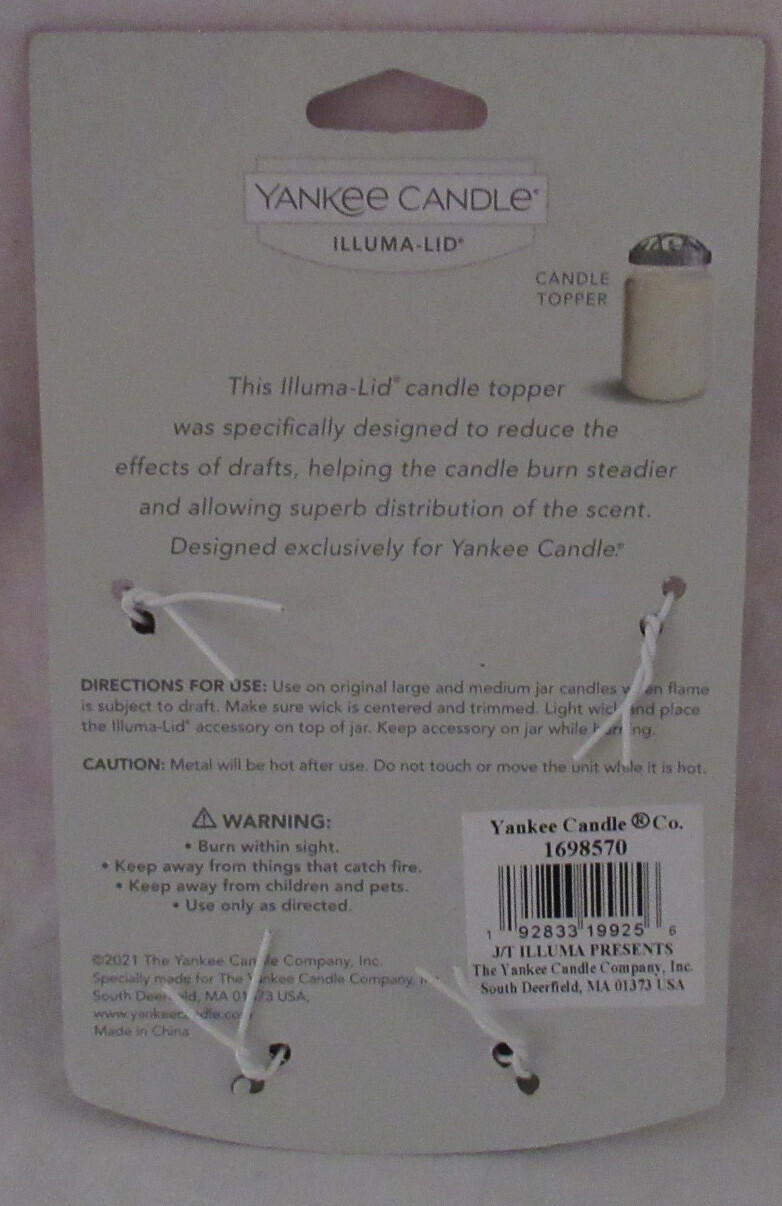 YANKEE CANDLE®
ILLUMA-LID®
CANDLE
TOPPER
This Illuma-Lid® candle topper
was specifically designed to reduce the
effects of drafts, helping the candle burn steadier
and allowing superb distribution of the scent.
Designed exclusively for Yankee Candle.®
DIRECTIONS FOR USE: Use on original large and medium jar candles when flame
is subject to draft. Make sure wick is centered and trimmed. Light wick and place
the Illuma-Lid® accessory on top of jar. Keep accessory on jar while burning.
CAUTION: Metal will be hot after use. Do not touch or move the unit while it is hot.
⚠ WARNING:
• Burn within sight.
• Keep away from things that catch fire.
• Keep away from children and pets.
• Use only as directed.
©2021 The Yankee Candle Company, Inc.
Specially made for The Yankee Candle Company, Inc.
South Deerfield, MA 01373 USA,
www.yankeecandle.com
Made in China
Yankee Candle ® Co.
1698570
1 92833 19925 6
J/T ILLUMA PRESENTS
The Yankee Candle Company, Inc.
South Deerfield, MA 01373 USA